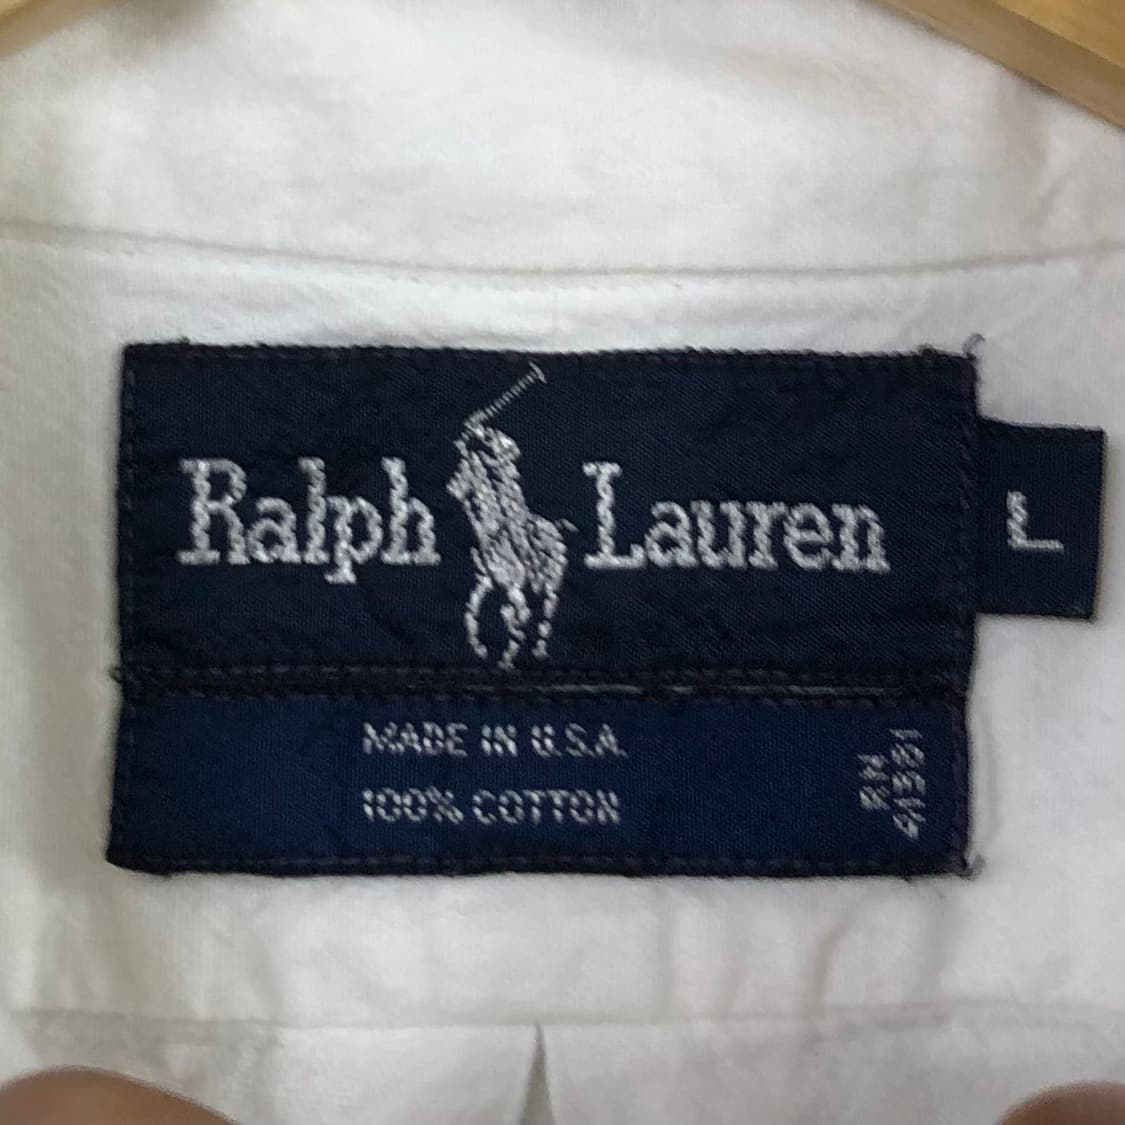 Ralph Lauren
L
MADE IN U.S.A.
100% COTTON
RN
41381